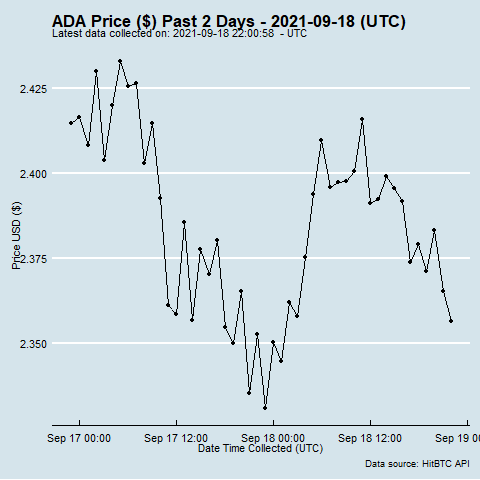 ADA Price ($) Past 2 Days - 2021-09-18 (UTC)
Latest data collected on: 2021-09-18 22:00:58 - UTC
2.425
2.400
2.375
2.350
Price USD ($)
Sep 17 00:00 Sep 17 12:00 Sep 18 00:00 Sep 18 12:00 Sep 19 0
Date Time Collected (UTC)
Data source: HitBTC API